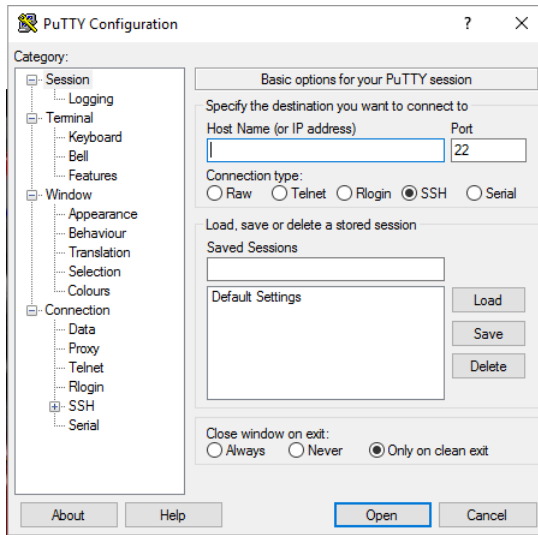 PuTTY Configuration
?
Category:
Session
Logging
Terminal
Keyboard
Bell
Features
Window
Appearance
Behaviour
Translation
Selection
Colours
Connection
Data
Proxy
Telnet
Rlogin
SSH
Serial
Basic options for your PuTTY session
Specify the destination you want to connect to
Host Name (or IP address) Port
22
Connection type:
Raw Telnet Rlogin SSH Serial
Load, save or delete a stored session
Saved Sessions
Default Settings
Load
Save
Delete
Close window on exit:
Always Never Only on clean exit
About Help Open Cancel